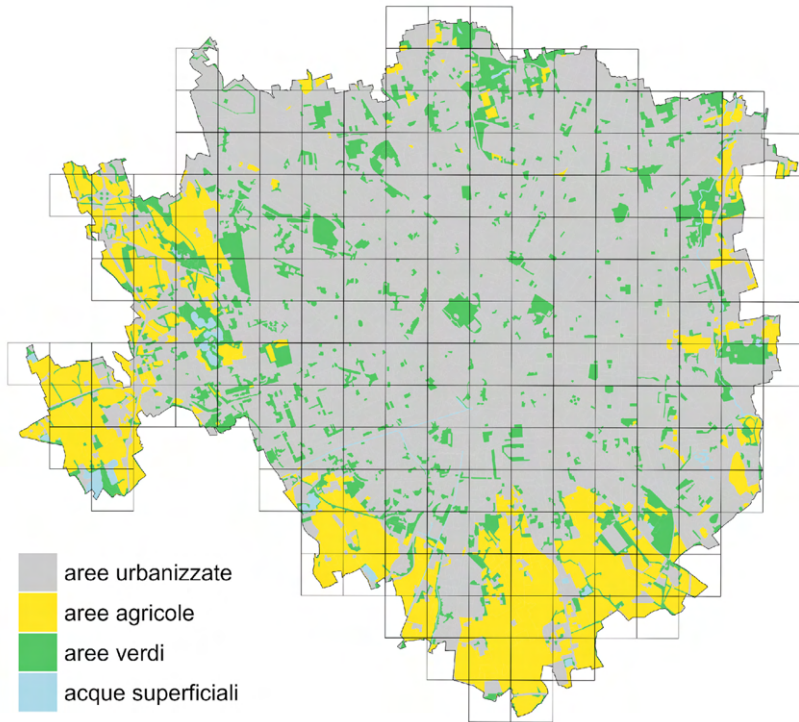 aree urbanizzate
aree agricole
aree verdi
acque superficiali